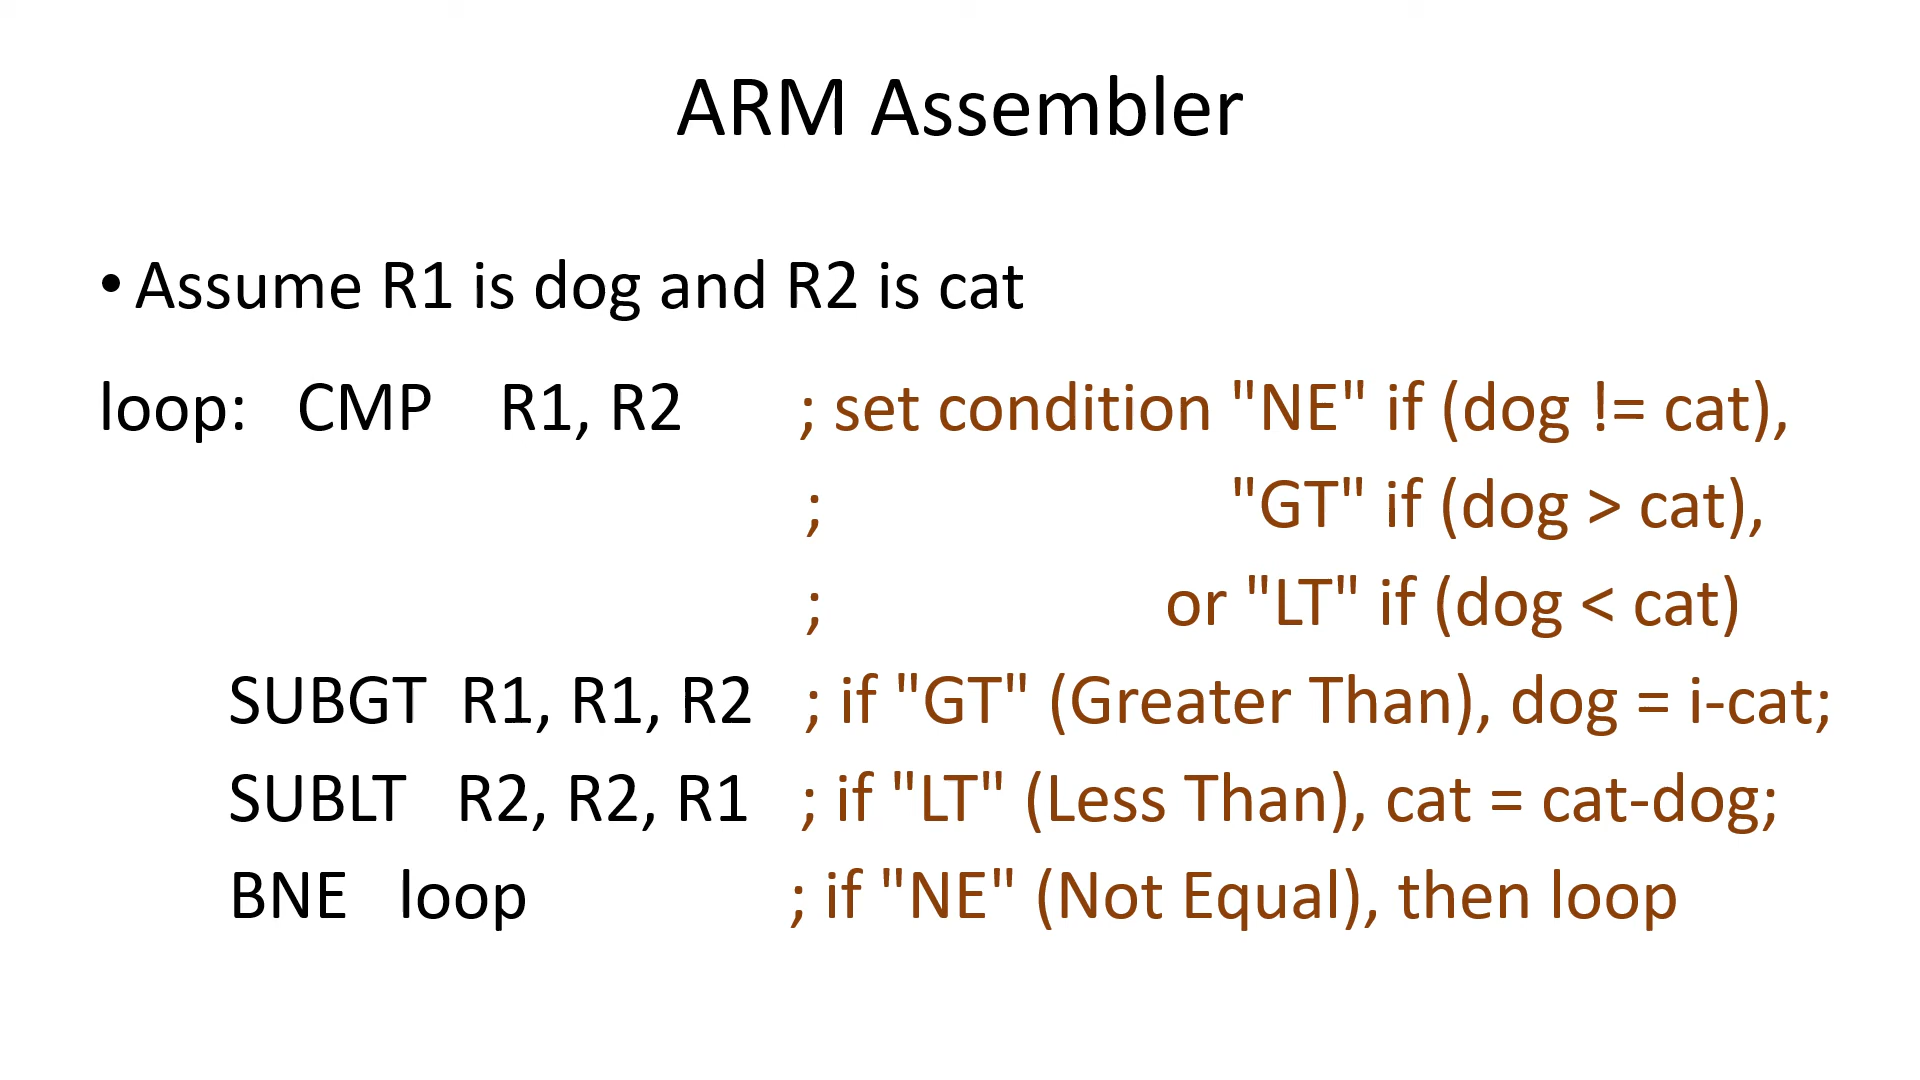 ARM Assembler
• Assume R1 is dog and R2 is cat
loop: CMP R1, R2 ; set condition "NE" if (dog != cat),
; "GT" if (dog > cat),
; or "LT" if (dog < cat)
SUBGT R1, R1, R2 ; if "GT" (Greater Than), dog = i-cat;
SUBLT R2, R2, R1 ; if "LT" (Less Than), cat = cat-dog;
BNE loop ; if "NE" (Not Equal), then loop